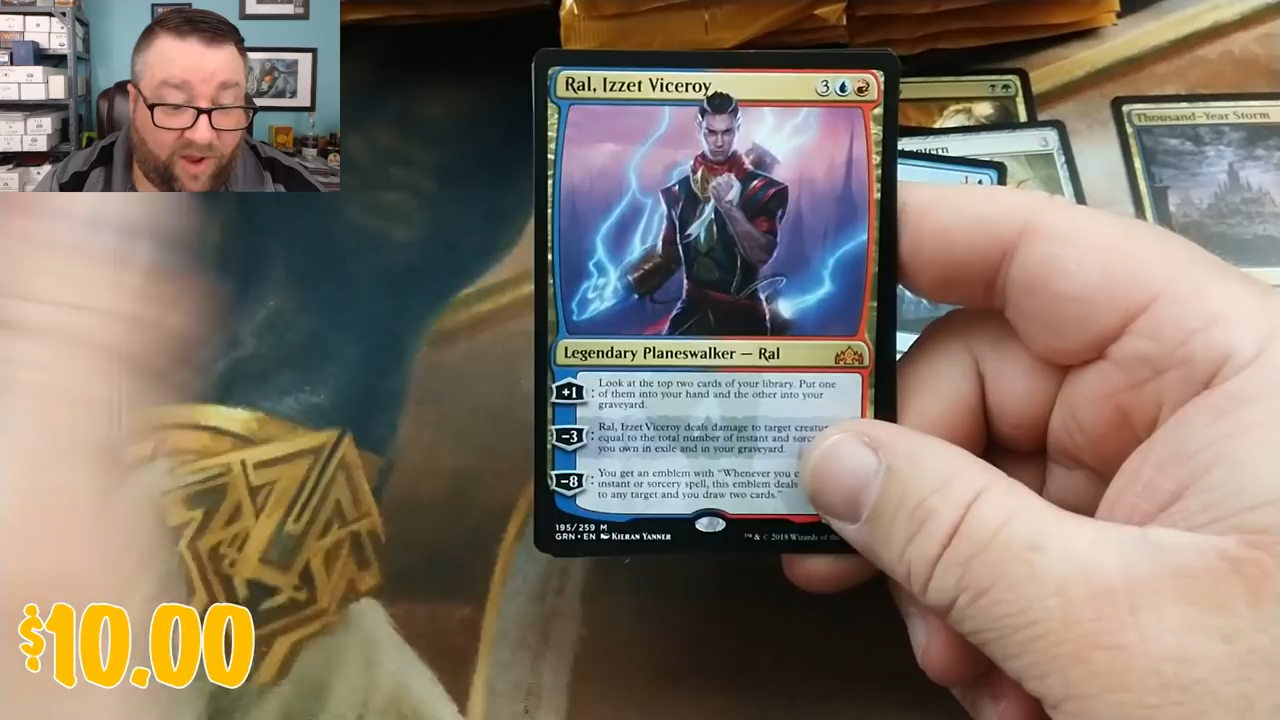 Ral, Izzet Viceroy 3
Legendary Planeswalker — Ral
+1 : Look at the top two cards of your library. Put one
of them into your hand and the other into your
graveyard.
−3 : Ral, Izzet Viceroy deals damage to target
equal to the total number of instant and
you own in exile and in your graveyard.
−8 : You get an emblem with “Whenever you
instant or sorcery spell, this emblem deals
to any target and you draw two cards.”
195/259 M
GRN • EN Kieran Yanner
™ & © 2018 Wizards of the
3
1
Thousand-Year Storm
$10.00